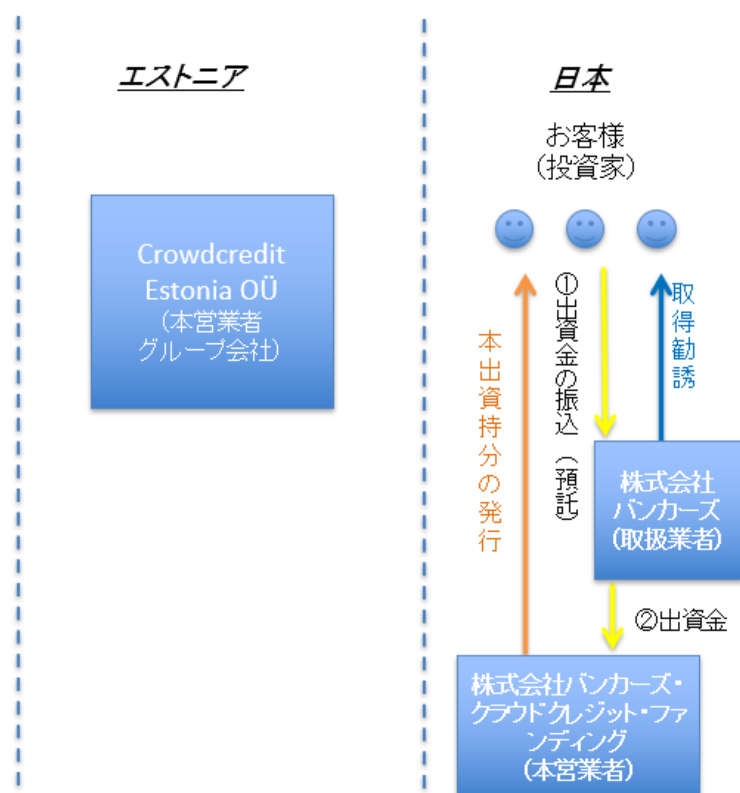 エストニア
Crowdcredit
Estonia OÜ
(本営業者
グループ会社)
日本
お客様
(投資家)
本出資持分の発行
①出資金の振込(預託)
取得勧誘
株式会社
バンカーズ
(取扱業者)
②出資金
株式会社バンカーズ・
クラウドクレジット・ファ
ンディング
(本営業者)